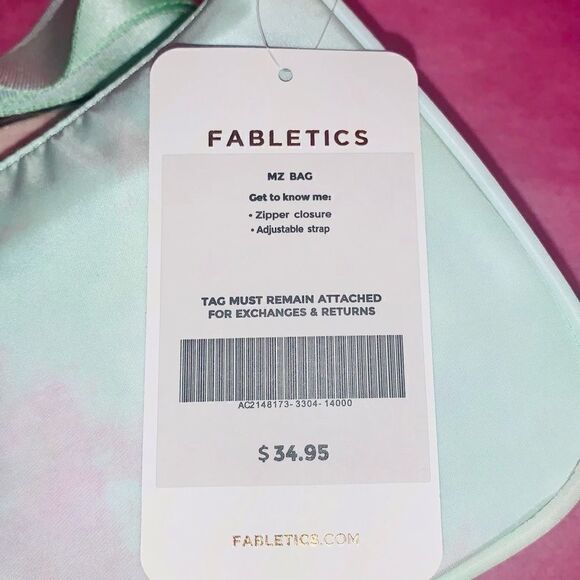 FABLETICS
MZ BAG
Get to know me:
• Zipper closure
• Adjustable strap
TAG MUST REMAIN ATTACHED
FOR EXCHANGES & RETURNS
AC2148173-3304-14000
$34.95
FABLETICS.COM